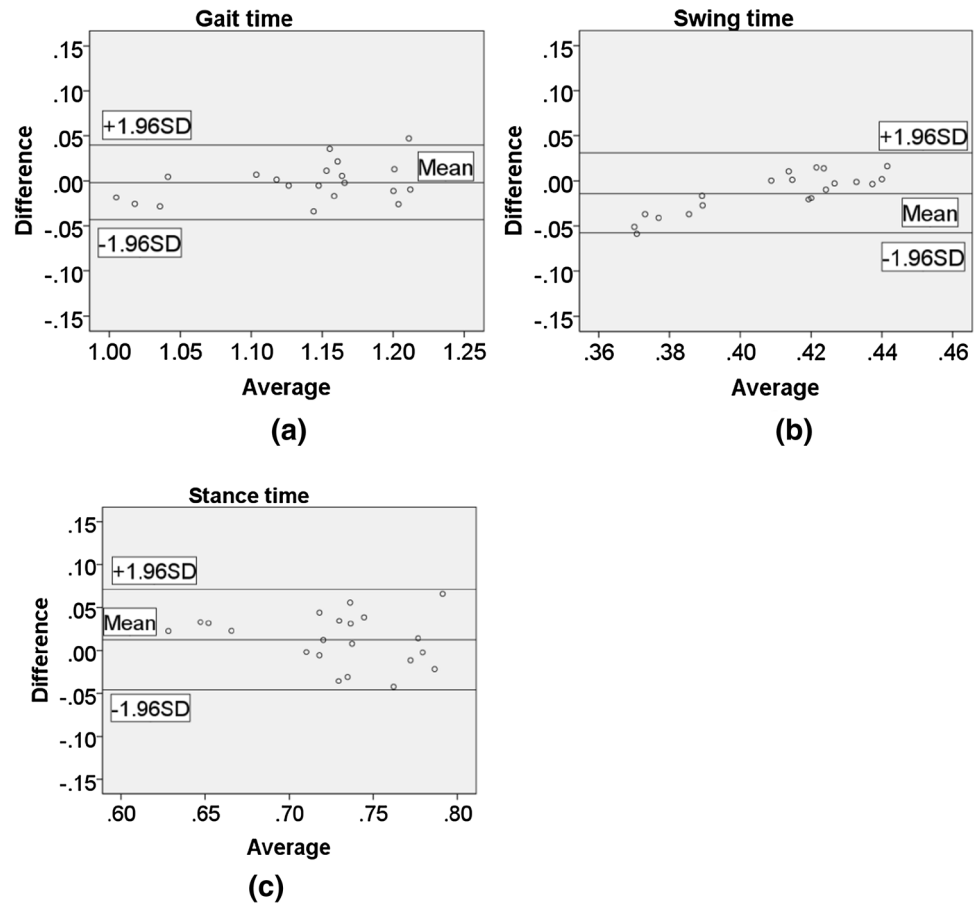 Gait time
.15
.10
.05
.00
-.05
-.10
-.15
Difference
+1.96SD
Mean
-1.96SD
1.00 1.05 1.10 1.15 1.20 1.25
Average
(a)
Swing time
.15
.10
.05
.00
-.05
-.10
-.15
Difference
+1.96SD
Mean
-1.96SD
.36 .38 .40 .42 .44 .46
Average
(b)
Stance time
.15
.10
.05
.00
-.05
-.10
-.15
Difference
+1.96SD
Mean
-1.96SD
.60 .65 .70 .75 .80
Average
(c)